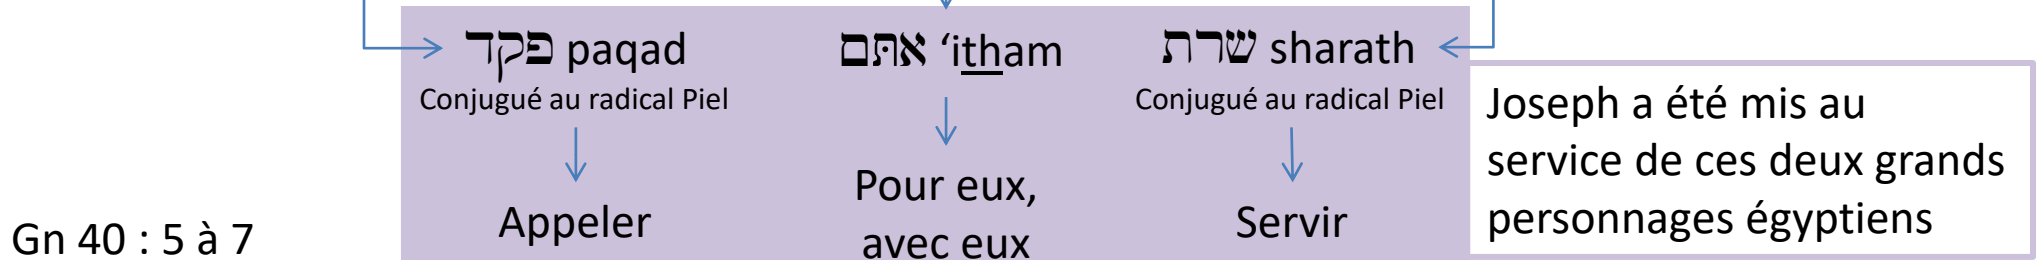 פקד paqad
Conjugué au radical Piel
Appeler
אתם ‘itham
Pour eux,
avec eux
שרת sharath
Conjugué au radical Piel
Servir
Joseph a été mis au
service de ces deux grands
personnages égyptiens
Gn 40 : 5 à 7